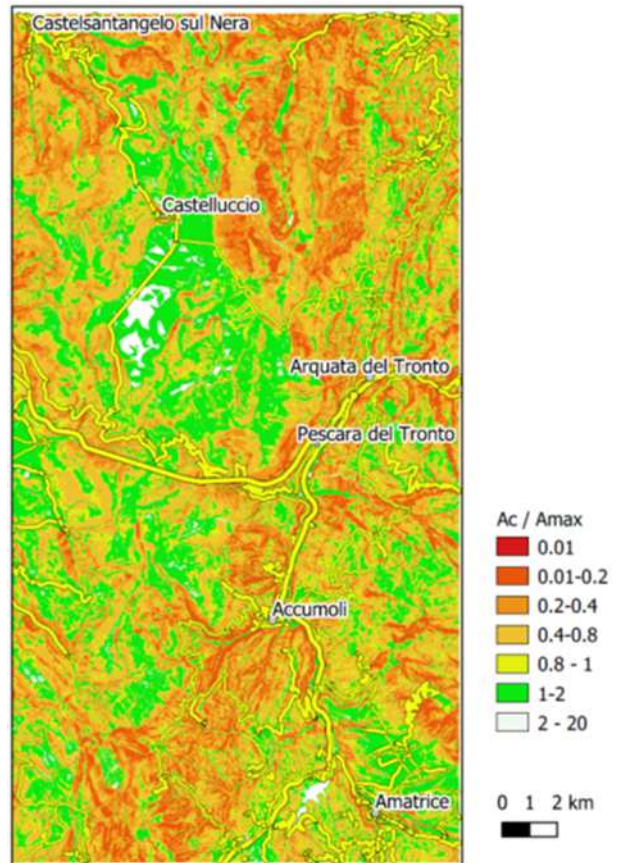 Castelsantangelo sul Nera
Castelluccio
Arquata del Tronto
Pescara del Tronto
Accumoli
Amatrice
Ac / Amax
0.01
0.01-0.2
0.2-0.4
0.4-0.8
0.8 - 1
1-2
2 - 20
0 1 2 km